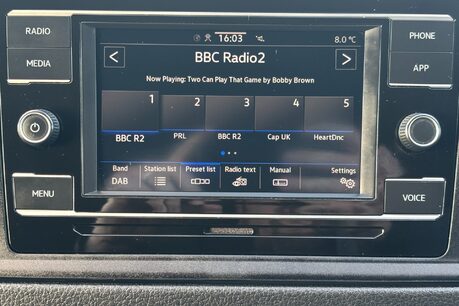 RADIO
MEDIA
MENU
16:03
8.0 °C
< BBC Radio2 >
Now Playing: Two Can Play That Game by Bobby Brown
1 2 3 4 5
BBC R2 PRL BBC R2 Cap UK HeartDnc
Band Station list Preset list Radio text Manual Settings
DAB
PHONE
APP
VOICE